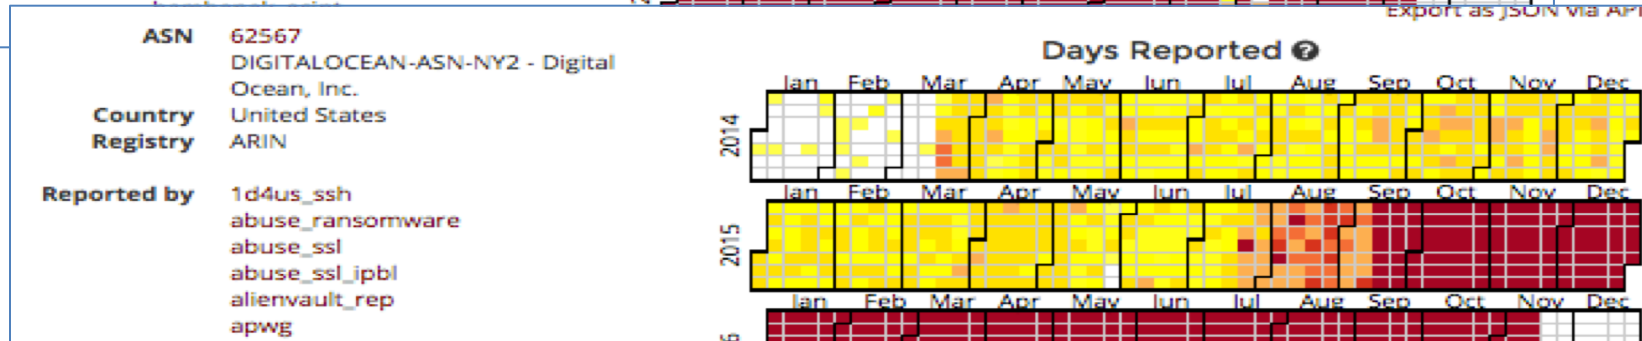 Export as JSON via API
ASN 62567
DIGITALOCEAN-ASN-NY2 - Digital
Ocean, Inc.
Country United States
Registry ARIN
Reported by 1d4us_ssh
abuse_ransomware
abuse_ssl
abuse_ssl_ipbl
alienvault_rep
apwg
Days Reported
Jan Feb Mar Apr May Jun Jul Aug Sep Oct Nov Dec
2014
Jan Feb Mar Apr May Jun Jul Aug Sep Oct Nov Dec
2015
Jan Feb Mar Apr May Jun Jul Aug Sep Oct Nov Dec